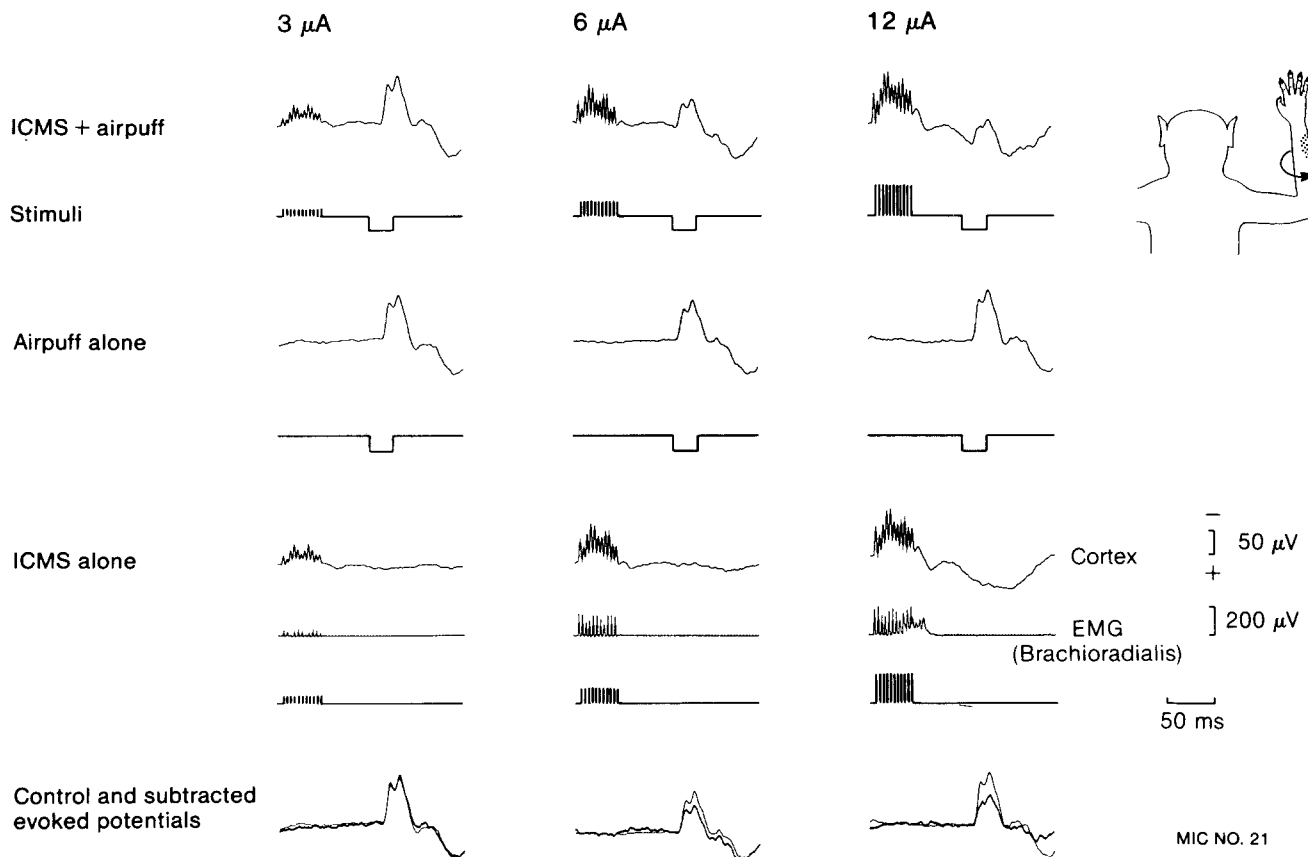 3 μA 6 μA 12 μA
ICMS + airpuff
Stimuli
Airpuff alone
ICMS alone
Cortex
−
50 μV
+
EMG
(Brachioradialis)
200 μV
50 ms
Control and subtracted
evoked potentials
MIC NO. 21